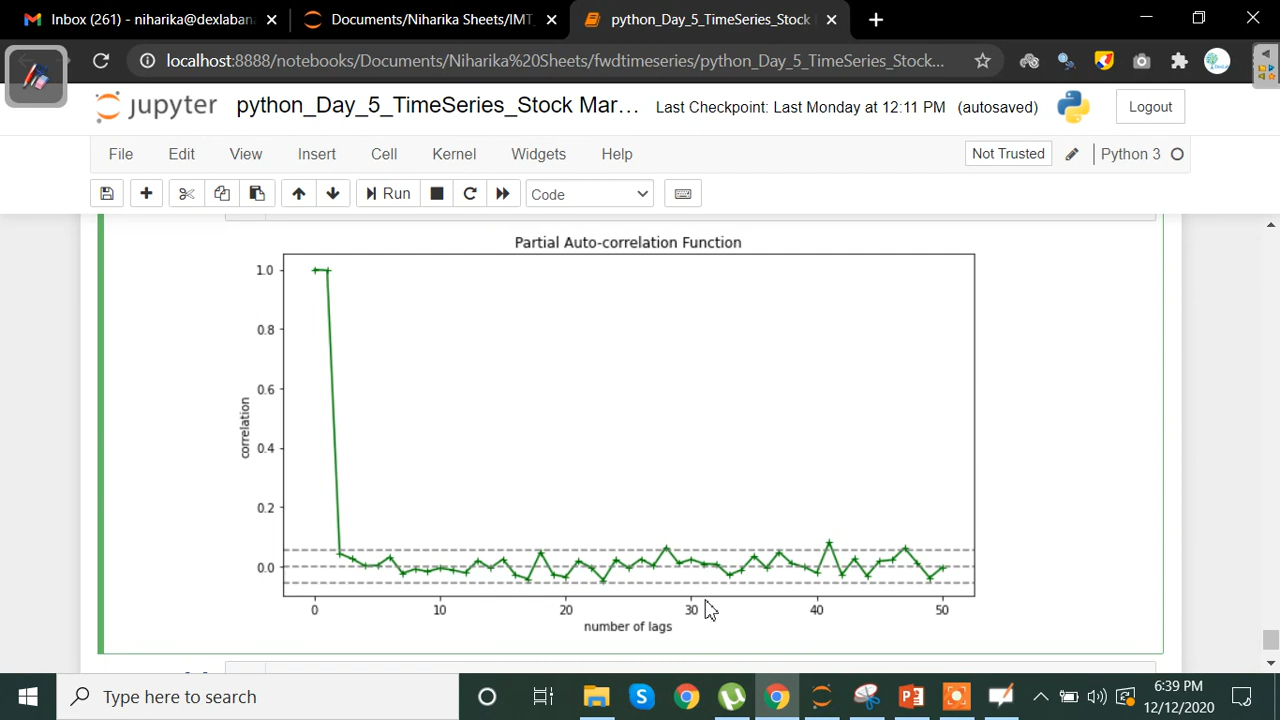 Inbox (261) - niharika@dexlabana
Documents/Niharika Sheets/IMT_
python_Day_5_TimeSeries_Stock
localhost:8888/notebooks/Documents/Niharika%20Sheets/fwdtimeseries/python_Day_5_TimeSeries_Stock...
jupyter python_Day_5_TimeSeries_Stock Mar... Last Checkpoint: Last Monday at 12:11 PM (autosaved) Logout
File Edit View Insert Cell Kernel Widgets Help Not Trusted Python 3
Run Code
Partial Auto-correlation Function
1.0
0.8
0.6
0.4
0.2
0.0
correlation
0 10 20 30 40 50
number of lags
Type here to search
6:39 PM
12/12/2020